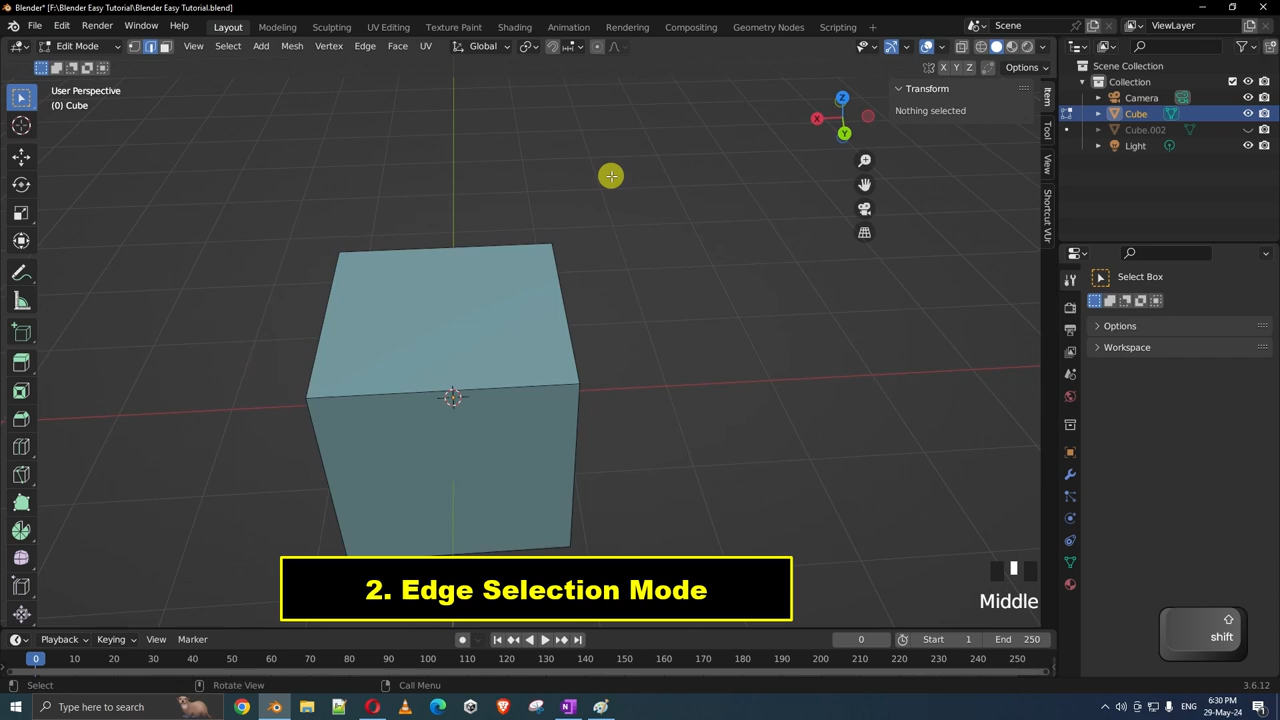 Blender* [F:\Blender Easy Tutorial\Blender Easy Tutorial.blend]
File Edit Render Window Help Layout Modeling Sculpting UV Editing Texture Paint Shading Animation Rendering Compositing Geometry Nodes Scripting Scene ViewLayer
Edit Mode View Select Add Mesh Vertex Edge Face UV Global
X Y Z Options
User Perspective
(0) Cube
Transform
Nothing selected
Z
X
Y
Item
Tool
View
Shortcut VUr
Scene Collection
Collection
Camera
Cube
Cube.002
Light
Select Box
Options
Workspace
2. Edge Selection Mode
Middle
shift
Playback Keying View Marker 0 Start 1 End 250
0 10 20 30 40 50 60 70 80 90 100 110 120 130 140 150 160 170 180 190 200 210 220 230 240 250
Select Rotate View Call Menu 3.6.12
Type here to search
6:30 PM
29-May-24